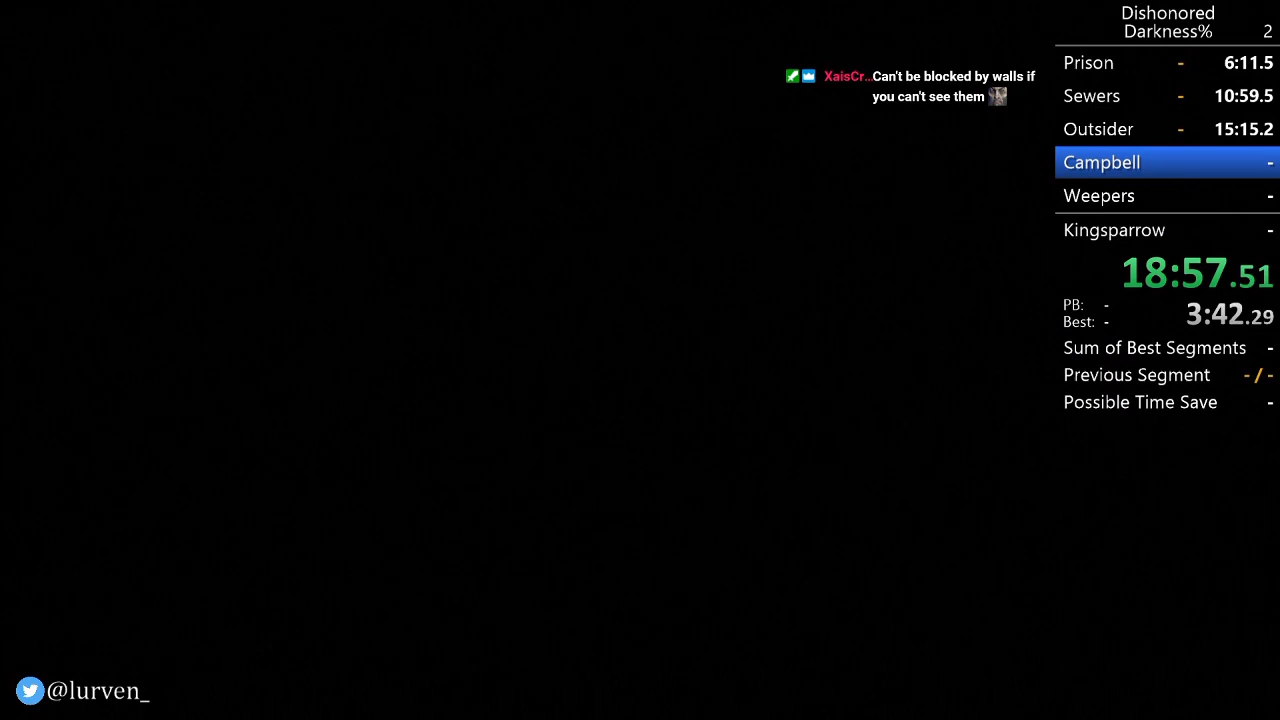 Dishonored
Darkness% 2
Prison - 6:11.5
Sewers - 10:59.5
Outsider - 15:15.2
Campbell -
Weepers -
Kingsparrow -
18:57.51
PB: -
Best: -
3:42.29
Sum of Best Segments -
Previous Segment - / -
Possible Time Save -
XaisCr...Can't be blocked by walls if
you can't see them
@lurven_